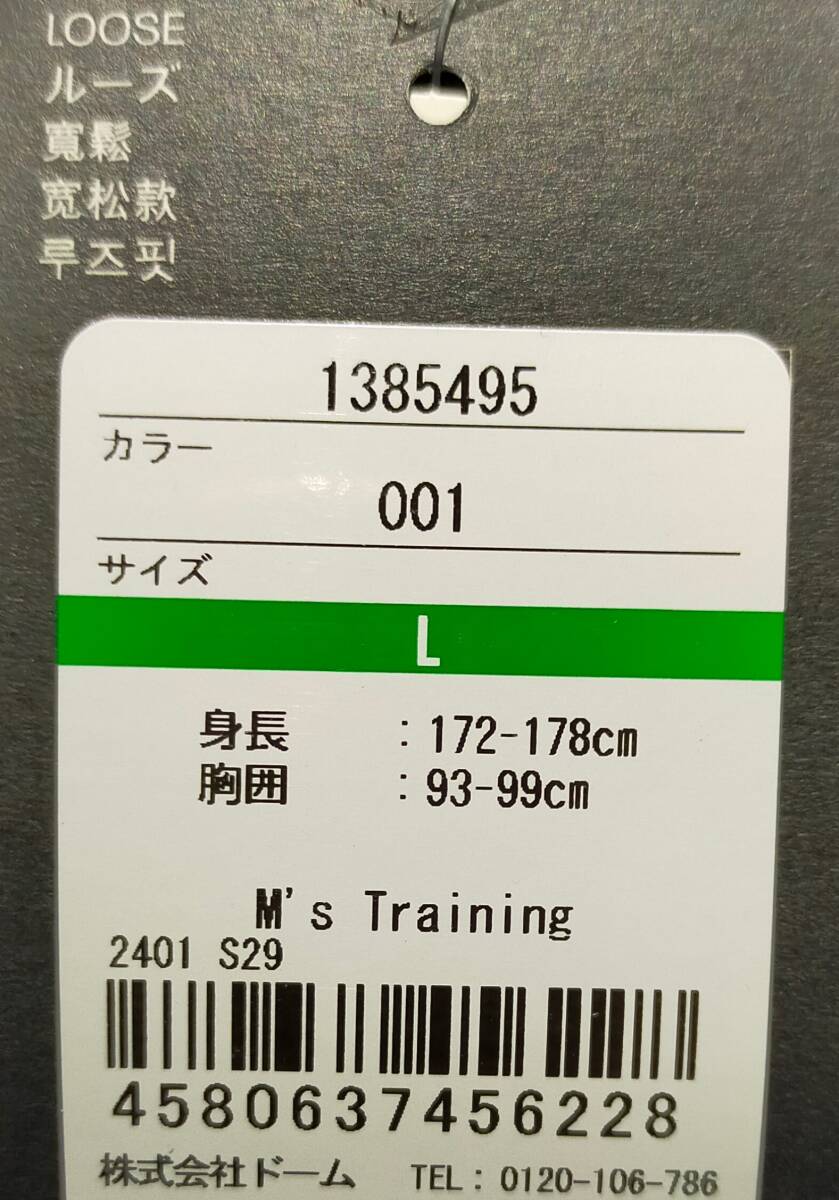 LOOSE
ルーズ
寬鬆
宽松款
루즈핏
1385495
カラー
001
サイズ
L
身長 : 172-178cm
胸囲 : 93-99cm
M's Training
2401 S29
4580637456228
株式会社ドーム TEL: 0120-106-786